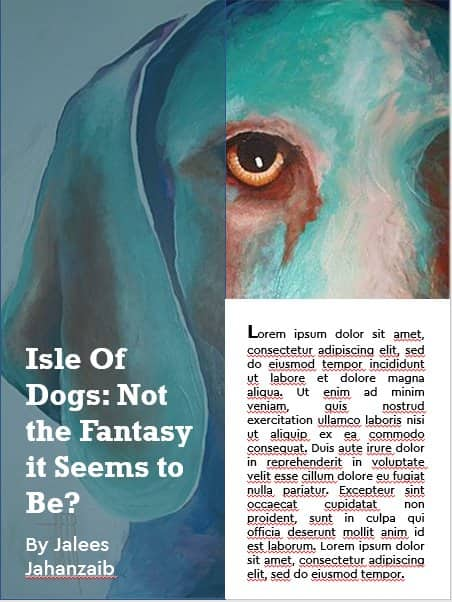 Isle Of
Dogs: Not
the Fantasy
it Seems to
Be?
By Jalees
Jahanzaib
Lorem ipsum dolor sit amet,
consectetur adipiscing elit, sed
do eiusmod tempor incididunt
ut labore et dolore magna
aliqua. Ut enim ad minim
veniam, quis nostrud
exercitation ullamco laboris nisi
ut aliquip ex ea commodo
consequat. Duis aute irure dolor
in reprehenderit in voluptate
velit esse cillum dolore eu fugiat
nulla pariatur. Excepteur sint
occaecat cupidatat non
proident, sunt in culpa qui
officia deserunt mollit anim id
est laborum. Lorem ipsum dolor
sit amet, consectetur adipiscing
elit, sed do eiusmod tempor.